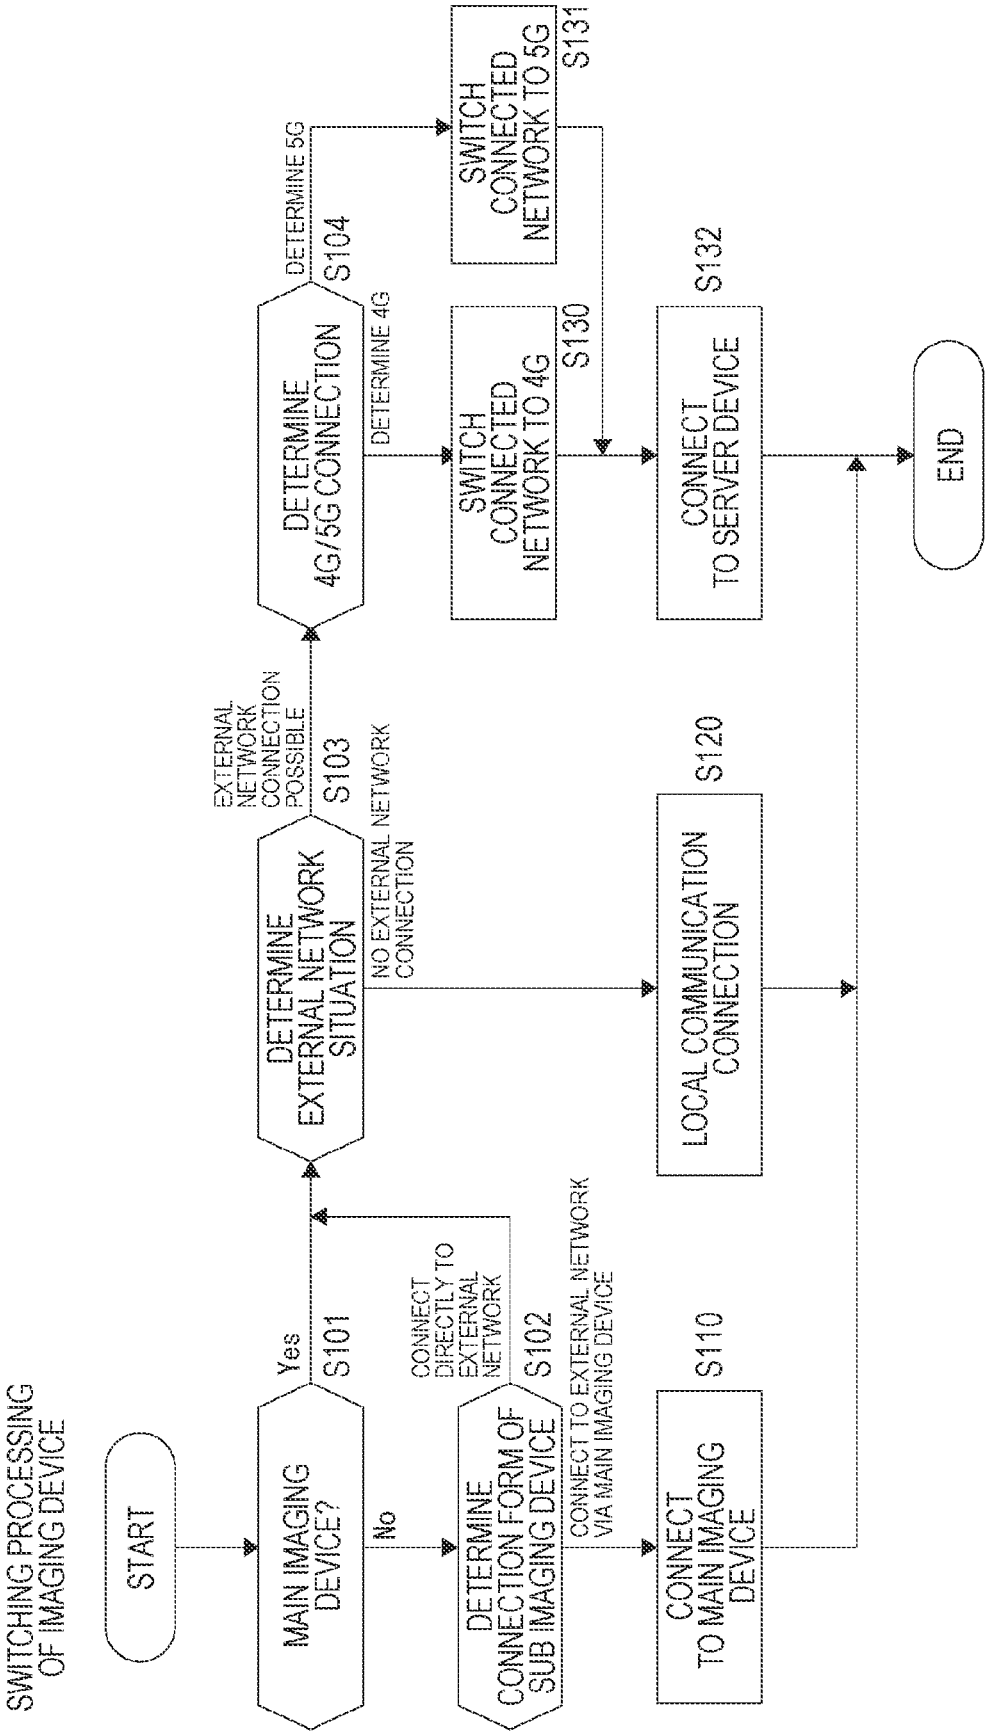 SWITCHING PROCESSING
OF IMAGING DEVICE
START
MAIN IMAGING
DEVICE?
Yes
S101
No
DETERMINE
CONNECTION FORM OF
SUB IMAGING DEVICE
CONNECT
DIRECTLY TO
EXTERNAL
NETWORK
S102
CONNECT TO EXTERNAL NETWORK
VIA MAIN IMAGING DEVICE
CONNECT
TO MAIN IMAGING
DEVICE
S110
DETERMINE
EXTERNAL NETWORK
SITUATION
EXTERNAL
NETWORK
CONNECTION
POSSIBLE
S103
NO EXTERNAL NETWORK
CONNECTION
LOCAL COMMUNICATION
CONNECTION
S120
DETERMINE
4G/5G CONNECTION
DETERMINE 5G
S104
DETERMINE 4G
SWITCH
CONNECTED
NETWORK TO 4G
S130
SWITCH
CONNECTED
NETWORK TO 5G
S131
CONNECT
TO SERVER DEVICE
S132
END